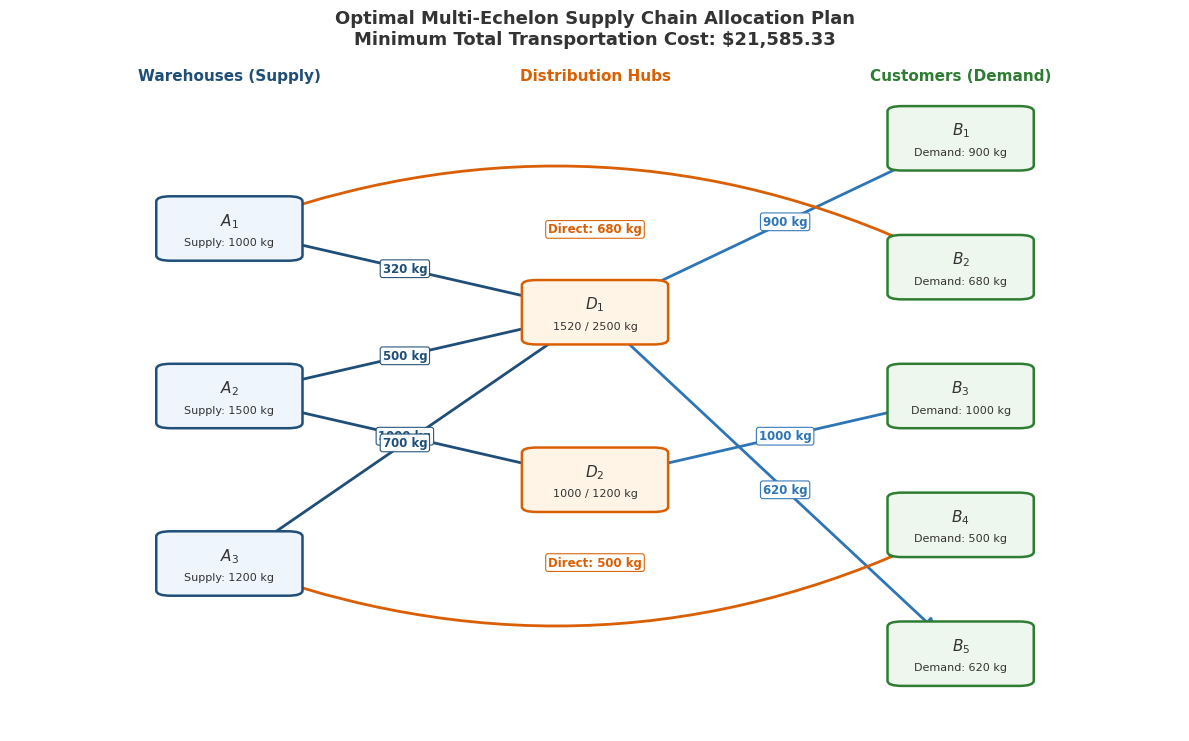 Optimal Multi-Echelon Supply Chain Allocation Plan
Minimum Total Transportation Cost: $21,585.33
Warehouses (Supply)
Distribution Hubs
Customers (Demand)
B₁
Demand: 900 kg
A₁
Supply: 1000 kg
Direct: 680 kg
900 kg
B₂
Demand: 680 kg
320 kg
D₁
1520 / 2500 kg
500 kg
A₂
Supply: 1500 kg
B₃
Demand: 1000 kg
1000 kg
700 kg
1000 kg
D₂
1000 / 1200 kg
620 kg
B₄
Demand: 500 kg
A₃
Supply: 1200 kg
Direct: 500 kg
B₅
Demand: 620 kg